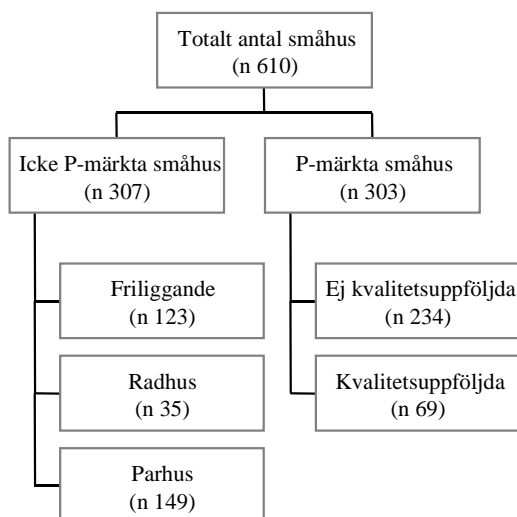 Totalt antal småhus
(n 610)
Icke P-märkta småhus
(n 307)
P-märkta småhus
(n 303)
Friliggande
(n 123)
Radhus
(n 35)
Parhus
(n 149)
Ej kvalitetsuppföljda
(n 234)
Kvalitetsuppföljda
(n 69)